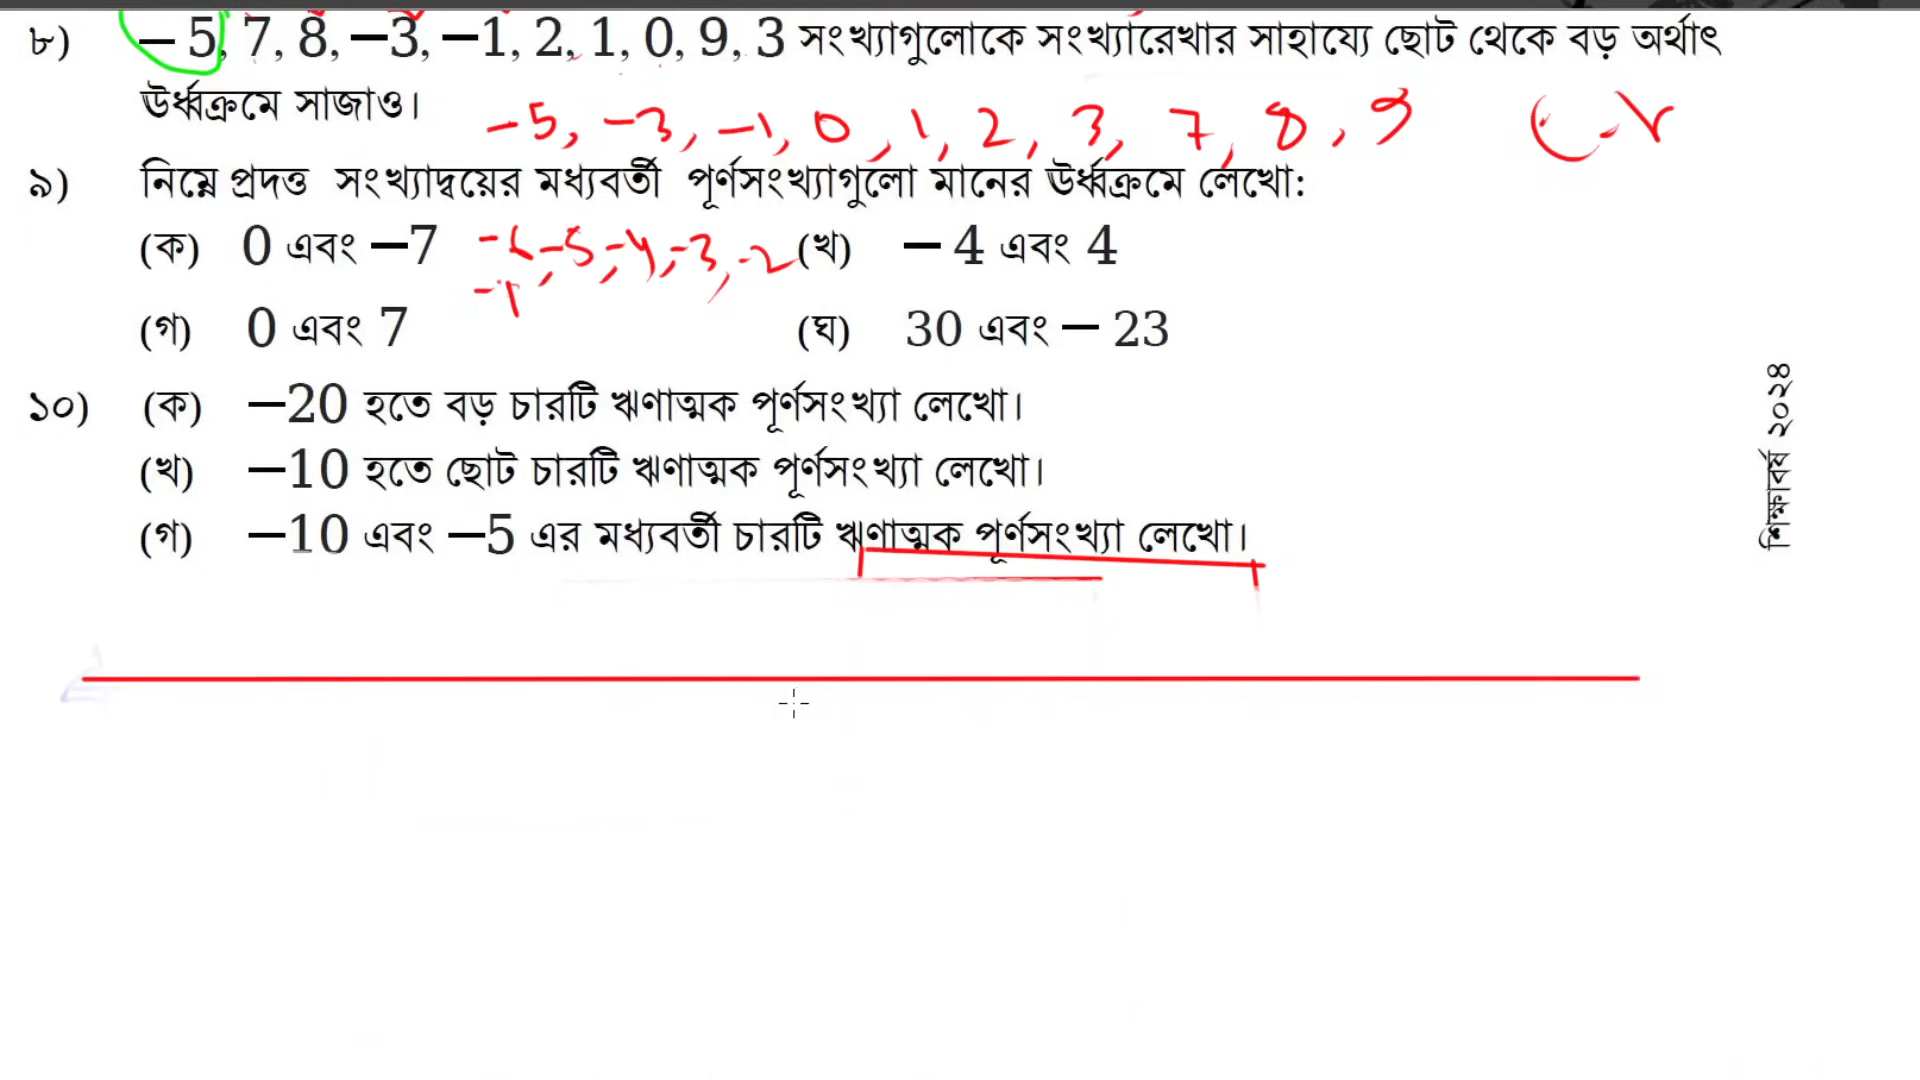 ৮) – 5, 7, 8, –3, –1, 2, 1, 0, 9, 3 সংখ্যাগুলোকে সংখ্যারেখার সাহায্যে ছোট থেকে বড় অর্থাৎ
ঊর্ধ্বক্রমে সাজাও।
-5, -3, -1, 0, 1, 2, 3, 7, 8, 9
৯) নিম্নে প্রদত্ত সংখ্যাদ্বয়ের মধ্যবর্তী পূর্ণসংখ্যাগুলো মানের ঊর্ধ্বক্রমে লেখো:
(ক) 0 এবং –7 -6, -5, -4, -3, -2 (খ) – 4 এবং 4
-1
(গ) 0 এবং 7 (ঘ) 30 এবং – 23
১০) (ক) –20 হতে বড় চারটি ঋণাত্মক পূর্ণসংখ্যা লেখো।
(খ) –10 হতে ছোট চারটি ঋণাত্মক পূর্ণসংখ্যা লেখো।
(গ) –10 এবং –5 এর মধ্যবর্তী চারটি ঋণাত্মক পূর্ণসংখ্যা লেখো।
শিক্ষাবর্ষ ২০২৪